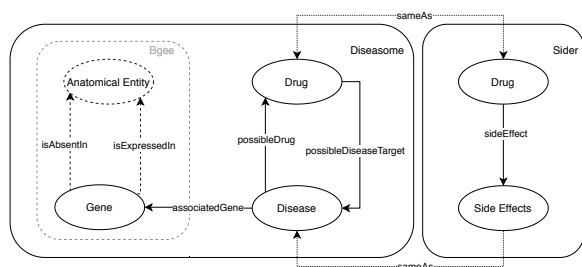 sameAs
Bgee
Diseasome
Sider
Anatomical Entity
Drug
Drug
isAbsentIn
isExpressedIn
possibleDrug
possibleDiseaseTarget
sideEffect
Gene
associatedGene
Disease
Side Effects
sameAs